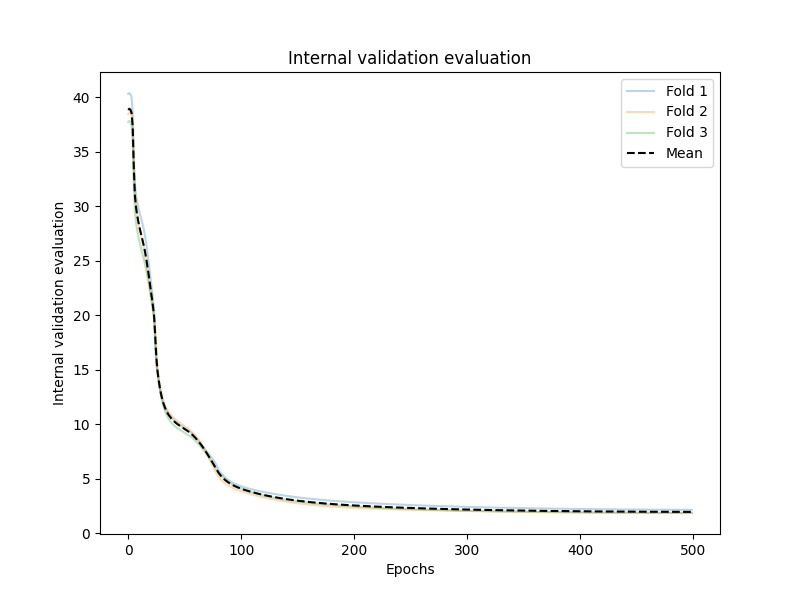 Internal validation evaluation
Fold 1
Fold 2
Fold 3
Mean
Internal validation evaluation
40
35
30
25
20
15
10
5
0
0 100 200 300 400 500
Epochs